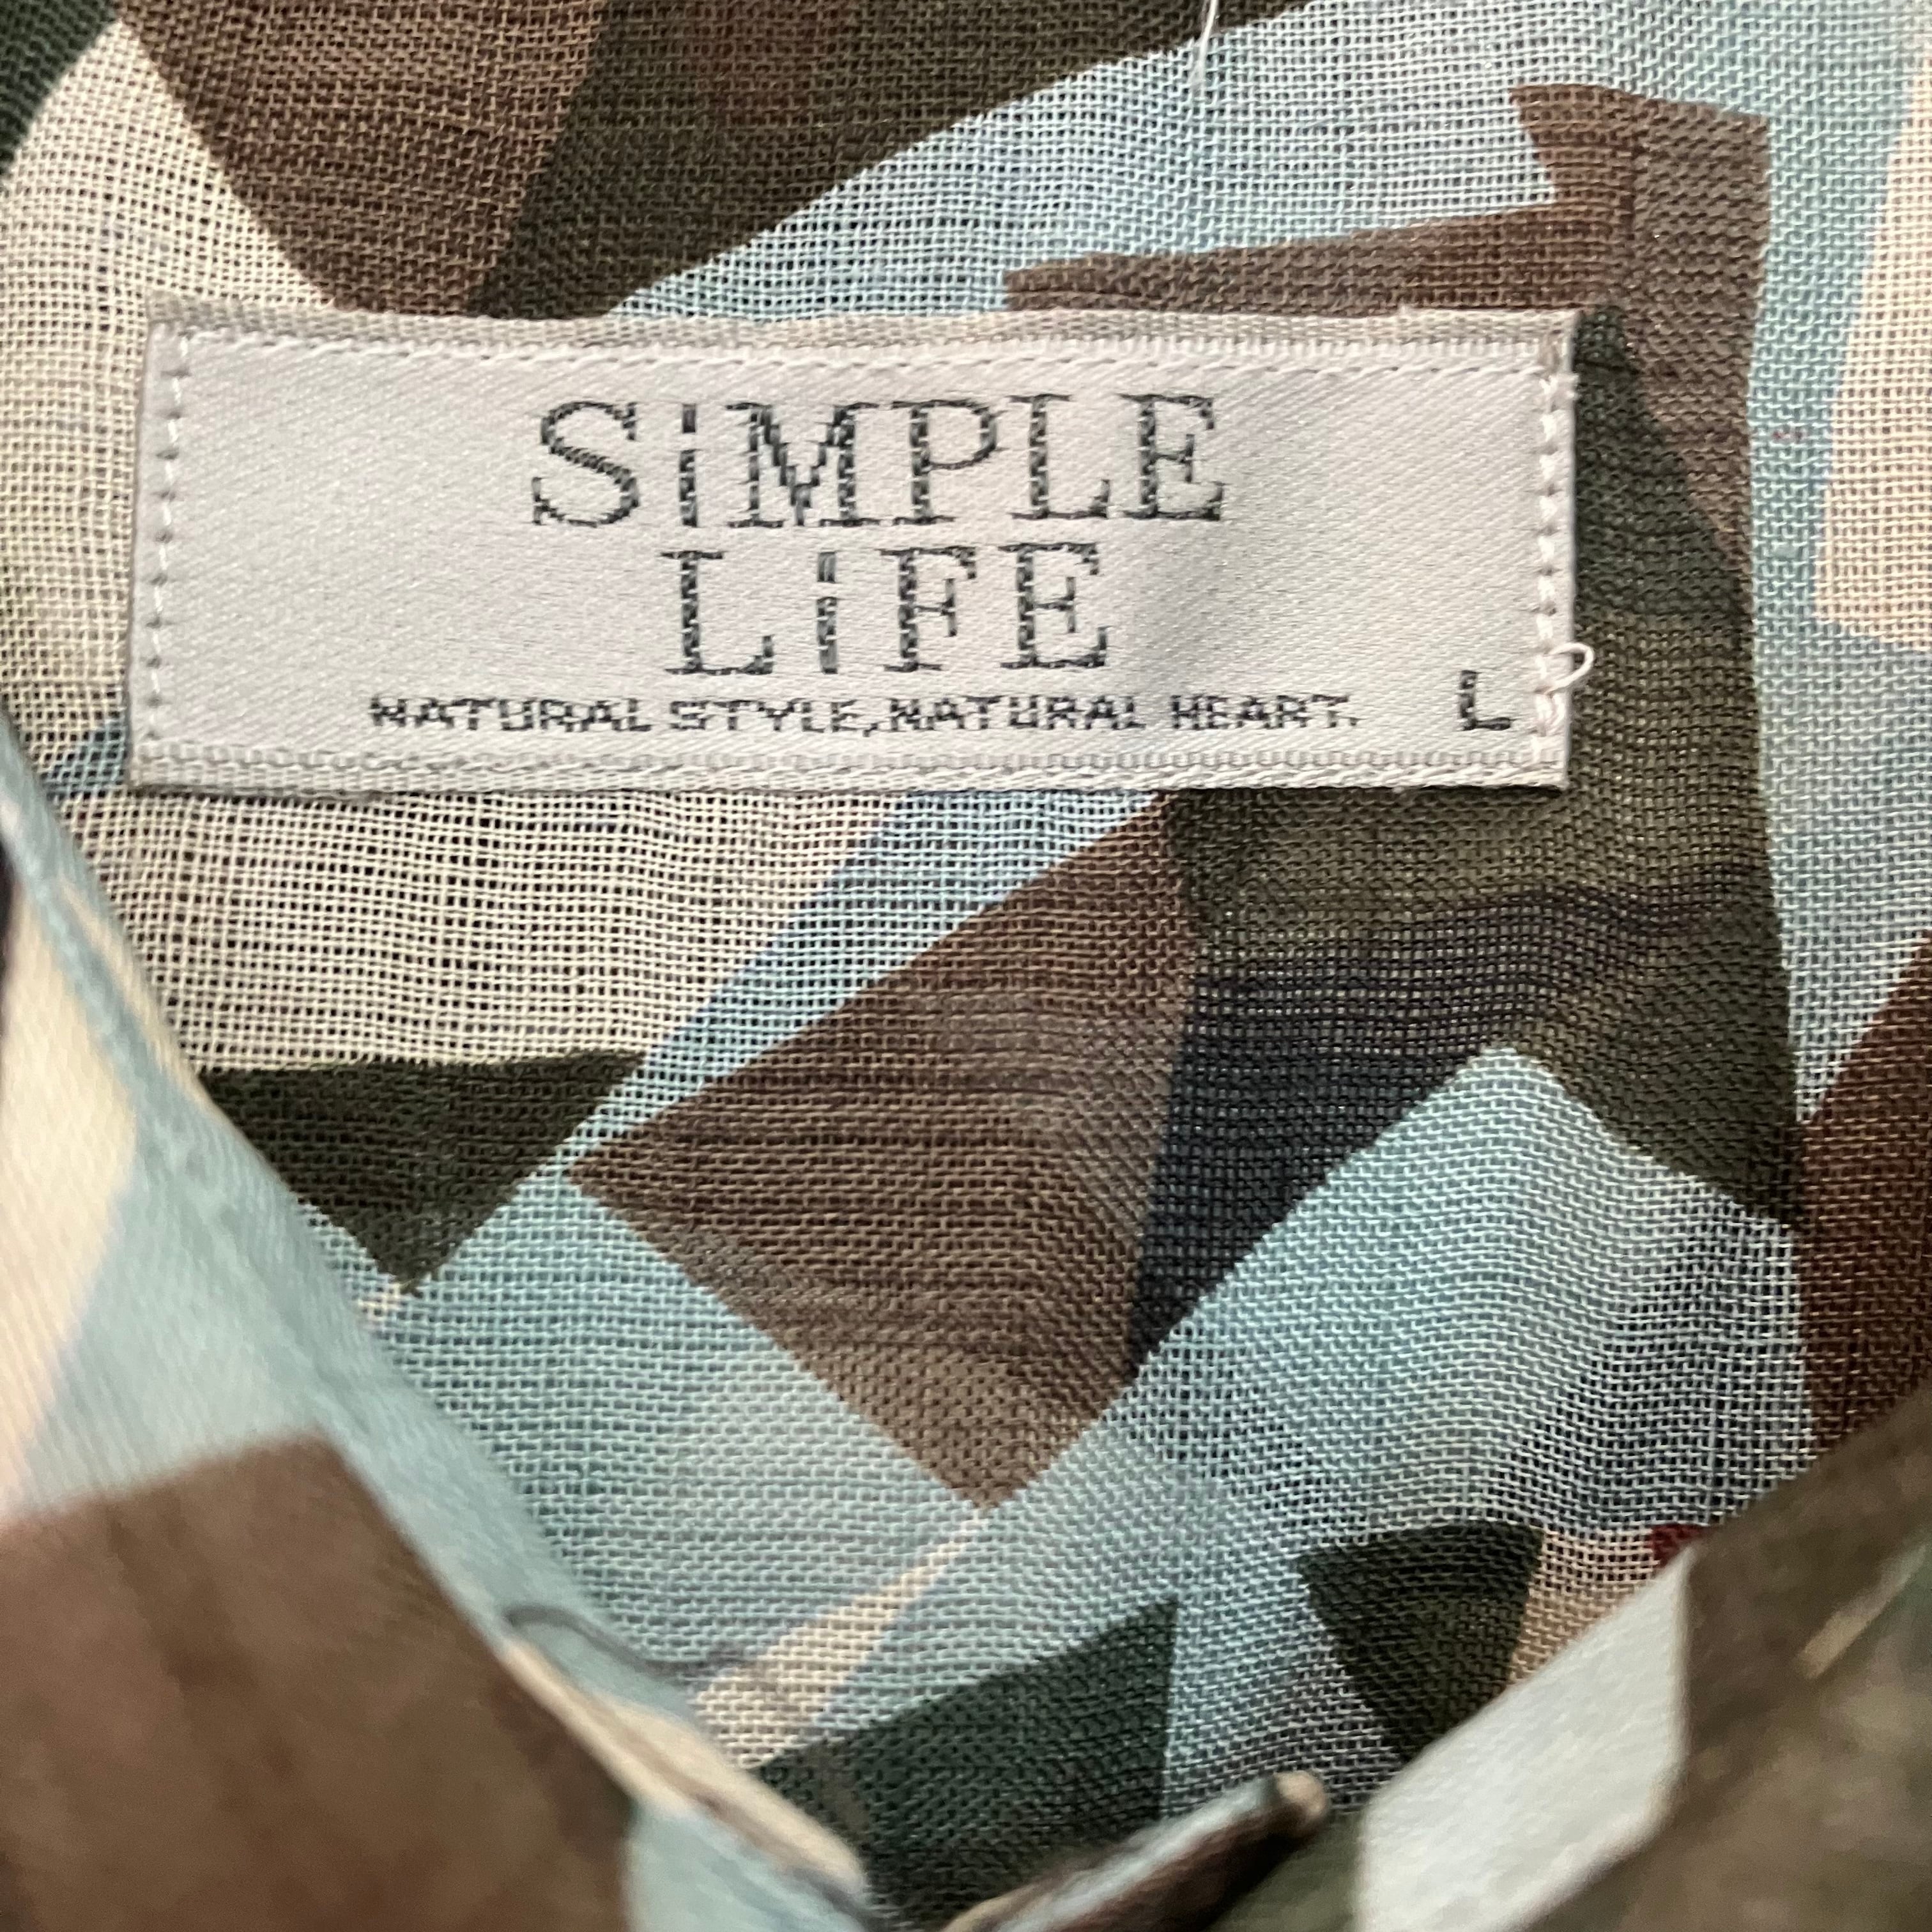 SiMPLE
LiFE
NATURAL STYLE,NATURAL HEART.
L